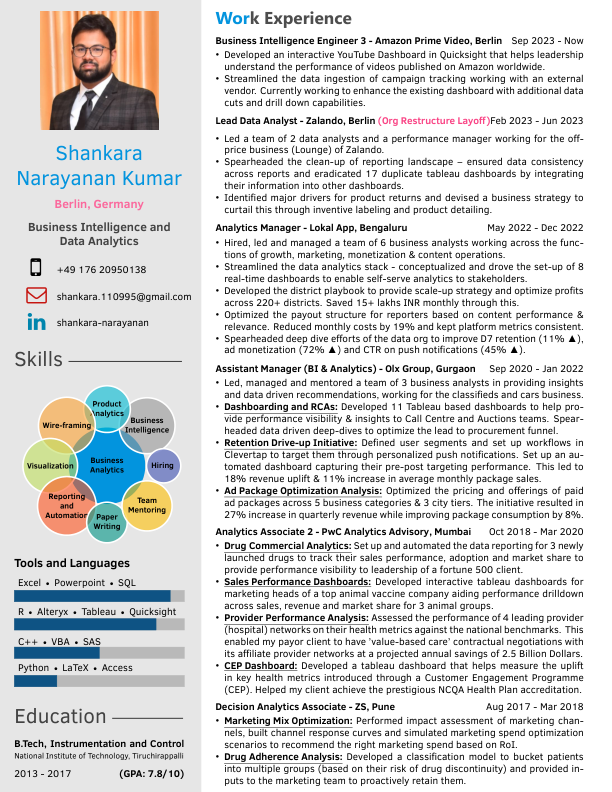 Shankara
Narayanan Kumar
Berlin, Germany
Business Intelligence and
Data Analytics
+49 176 20950138
shankara.110995@gmail.com
in shankara-narayanan
Skills
Product
Analytics
Business
Intelligence
Wire-framing
Visualization
Business
Analytics
Hiring
Reporting
and
Automation
Team
Mentoring
Paper
Writing
Tools and Languages
Excel • Powerpoint • SQL
R • Alteryx • Tableau • Quicksight
C++ • VBA • SAS
Python • LaTeX • Access
Education
B.Tech, Instrumentation and Control
National Institute of Technology, Tiruchirappalli
2013 - 2017 (GPA: 7.8/10)
Work Experience
Business Intelligence Engineer 3 - Amazon Prime Video, Berlin Sep 2023 - Now
• Developed an interactive YouTube Dashboard in Quicksight that helps leadership
understand the performance of videos published on Amazon worldwide.
• Streamlined the data ingestion of campaign tracking working with an external
vendor. Currently working to enhance the existing dashboard with additional data
cuts and drill down capabilities.
Lead Data Analyst - Zalando, Berlin (Org Restructure Layoff)Feb 2023 - Jun 2023
• Led a team of 2 data analysts and a performance manager working for the off-
price business (Lounge) of Zalando.
• Spearheaded the clean-up of reporting landscape – ensured data consistency
across reports and eradicated 17 duplicate tableau dashboards by integrating
their information into other dashboards.
• Identified major drivers for product returns and devised a business strategy to
curtail this through inventive labeling and product detailing.
Analytics Manager - Lokal App, Bengaluru May 2022 - Dec 2022
• Hired, led and managed a team of 6 business analysts working across the func-
tions of growth, marketing, monetization & content operations.
• Streamlined the data analytics stack - conceptualized and drove the set-up of 8
real-time dashboards to enable self-serve analytics to stakeholders.
• Developed the district playbook to provide scale-up strategy and optimize profits
across 220+ districts. Saved 15+ lakhs INR monthly through this.
• Optimized the payout structure for reporters based on content performance &
relevance. Reduced monthly costs by 19% and kept platform metrics consistent.
• Spearheaded deep dive efforts of the data org to improve D7 retention (11% ▲),
ad monetization (72% ▲) and CTR on push notifications (45% ▲).
Assistant Manager (BI & Analytics) - Olx Group, Gurgaon Sep 2020 - Jan 2022
• Led, managed and mentored a team of 3 business analysts in providing insights
and data driven recommendations, working for the classifieds and cars business.
• Dashboarding and RCAs: Developed 11 Tableau based dashboards to help pro-
vide performance visibility & insights to Call Centre and Auctions teams. Spear-
headed data driven deep-dives to optimize the lead to procurement funnel.
• Retention Drive-up Initiative: Defined user segments and set up workflows in
Clevertap to target them through personalized push notifications. Set up an au-
tomated dashboard capturing their pre-post targeting performance. This led to
18% revenue uplift & 11% increase in average monthly package sales.
• Ad Package Optimization Analysis: Optimized the pricing and offerings of paid
ad packages across 5 business categories & 3 city tiers. The initiative resulted in
27% increase in quarterly revenue while improving package consumption by 8%.
Analytics Associate 2 - PwC Analytics Advisory, Mumbai Oct 2018 - Mar 2020
• Drug Commercial Analytics: Set up and automated the data reporting for 3 newly
launched drugs to track their sales performance, adoption and market share to
provide performance visibility to leadership of a fortune 500 client.
• Sales Performance Dashboards: Developed interactive tableau dashboards for
marketing heads of a top animal vaccine company aiding performance drilldown
across sales, revenue and market share for 3 animal groups.
• Provider Performance Analysis: Assessed the performance of 4 leading provider
(hospital) networks on their health metrics against the national benchmarks. This
enabled my payor client to have 'value-based care' contractual negotiations with
its affiliate provider networks at a projected annual savings of 2.5 Billion Dollars.
• CEP Dashboard: Developed a tableau dashboard that helps measure the uplift
in key health metrics introduced through a Customer Engagement Programme
(CEP). Helped my client achieve the prestigious NCQA Health Plan accreditation.
Decision Analytics Associate - ZS, Pune Aug 2017 - Mar 2018
• Marketing Mix Optimization: Performed impact assessment of marketing chan-
nels, built channel response curves and simulated marketing spend optimization
scenarios to recommend the right marketing spend based on RoI.
• Drug Adherence Analysis: Developed a classification model to bucket patients
into multiple groups (based on their risk of drug discontinuity) and provided in-
puts to the marketing team to proactively retain them.